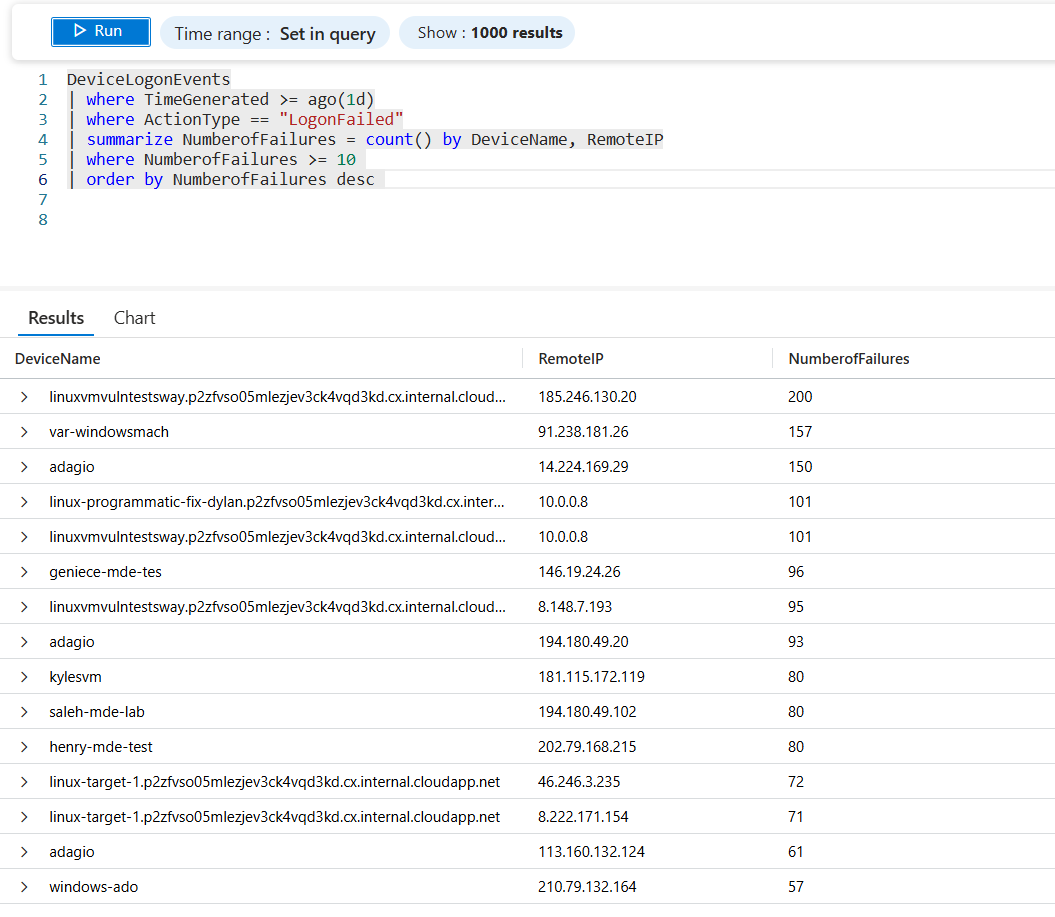 Run Time range : Set in query Show : 1000 results
1 DeviceLogonEvents
2 | where TimeGenerated >= ago(1d)
3 | where ActionType == "LogonFailed"
4 | summarize NumberofFailures = count() by DeviceName, RemoteIP
5 | where NumberofFailures >= 10
6 | order by NumberofFailures desc
7
8
Results Chart
DeviceName RemoteIP NumberofFailures
linuxvmvulntestsway.p2zfvso05mlezjev3ck4vqd3kd.cx.internal.cloud... 185.246.130.20 200
var-windowsmach 91.238.181.26 157
adagio 14.224.169.29 150
linux-programmatic-fix-dylan.p2zfvso05mlezjev3ck4vqd3kd.cx.inter... 10.0.0.8 101
linuxvmvulntestsway.p2zfvso05mlezjev3ck4vqd3kd.cx.internal.cloud... 10.0.0.8 101
geniece-mde-tes 146.19.24.26 96
linuxvmvulntestsway.p2zfvso05mlezjev3ck4vqd3kd.cx.internal.cloud... 8.148.7.193 95
adagio 194.180.49.20 93
kylesvm 181.115.172.119 80
saleh-mde-lab 194.180.49.102 80
henry-mde-test 202.79.168.215 80
linux-target-1.p2zfvso05mlezjev3ck4vqd3kd.cx.internal.cloudapp.net 46.246.3.235 72
linux-target-1.p2zfvso05mlezjev3ck4vqd3kd.cx.internal.cloudapp.net 8.222.171.154 71
adagio 113.160.132.124 61
windows-ado 210.79.132.164 57